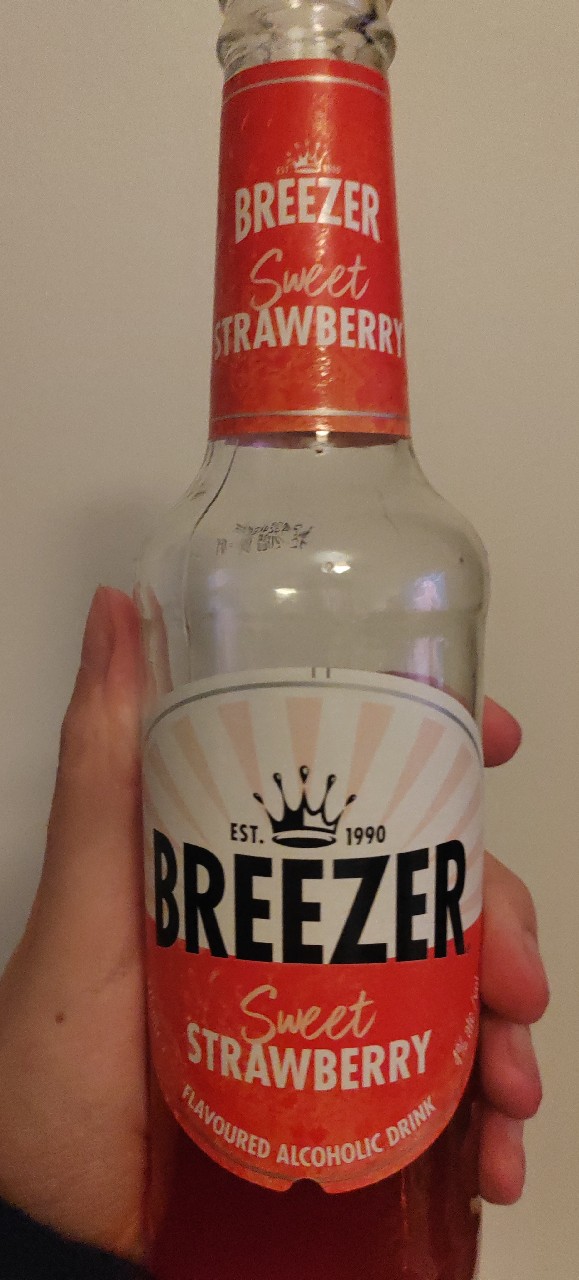 EST. 1990
BREEZER
Sweet
STRAWBERRY
EST. 1990
BREEZER
Sweet
STRAWBERRY
FLAVOURED ALCOHOLIC DRINK